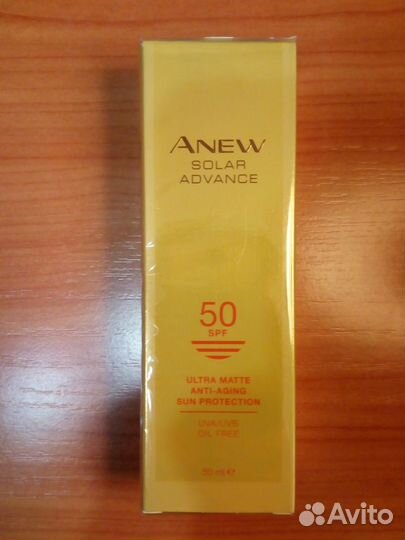 ANEW
SOLAR
ADVANCE
50
SPF
ULTRA MATTE
ANTI-AGING
SUN PROTECTION
UVA/UVB
OIL-FREE
50 ml ℮
Avito